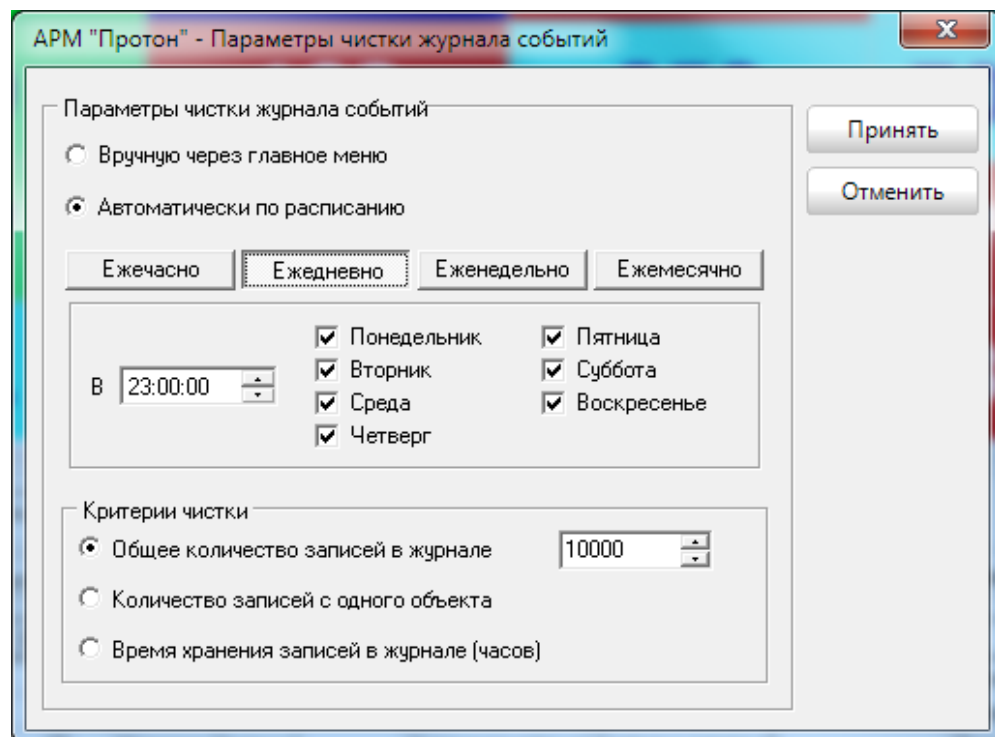 АРМ "Протон" - Параметры чистки журнала событий
Параметры чистки журнала событий
Принять
Вручную через главное меню
Отменить
Автоматически по расписанию
Ежечасно Ежедневно Еженедельно Ежемесячно
В 23:00:00
Понедельник Пятница
Вторник Суббота
Среда Воскресенье
Четверг
Критерии чистки
Общее количество записей в журнале 10000
Количество записей с одного объекта
Время хранения записей в журнале (часов)